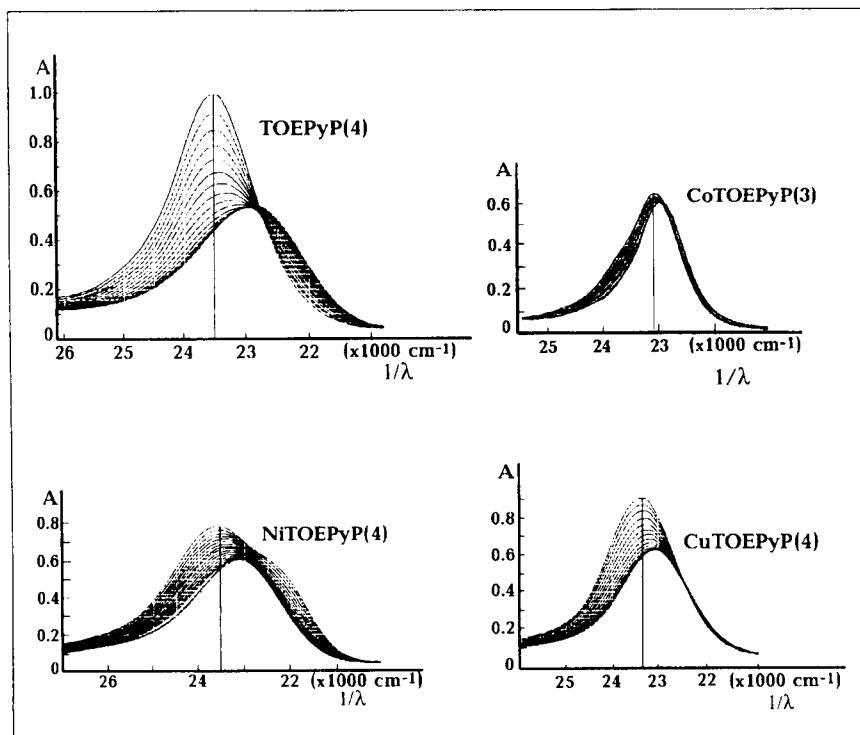 A
1.0
0.8
0.6
0.4
0.2
0
TOEPyP(4)
26 25 24 23 22 (x1000 cm-1)
1/λ
A
0.6
0.4
0.2
0
CoTOEPyP(3)
25 24 23 (x1000 cm-1)
1/λ
A
0.8
0.6
0.4
0.2
0
NiTOEPyP(4)
26 24 22 (x1000 cm-1)
1/λ
A
0.8
0.6
0.4
0.2
0
CuTOEPyP(4)
25 24 23 22 (x1000 cm-1)
1/λ